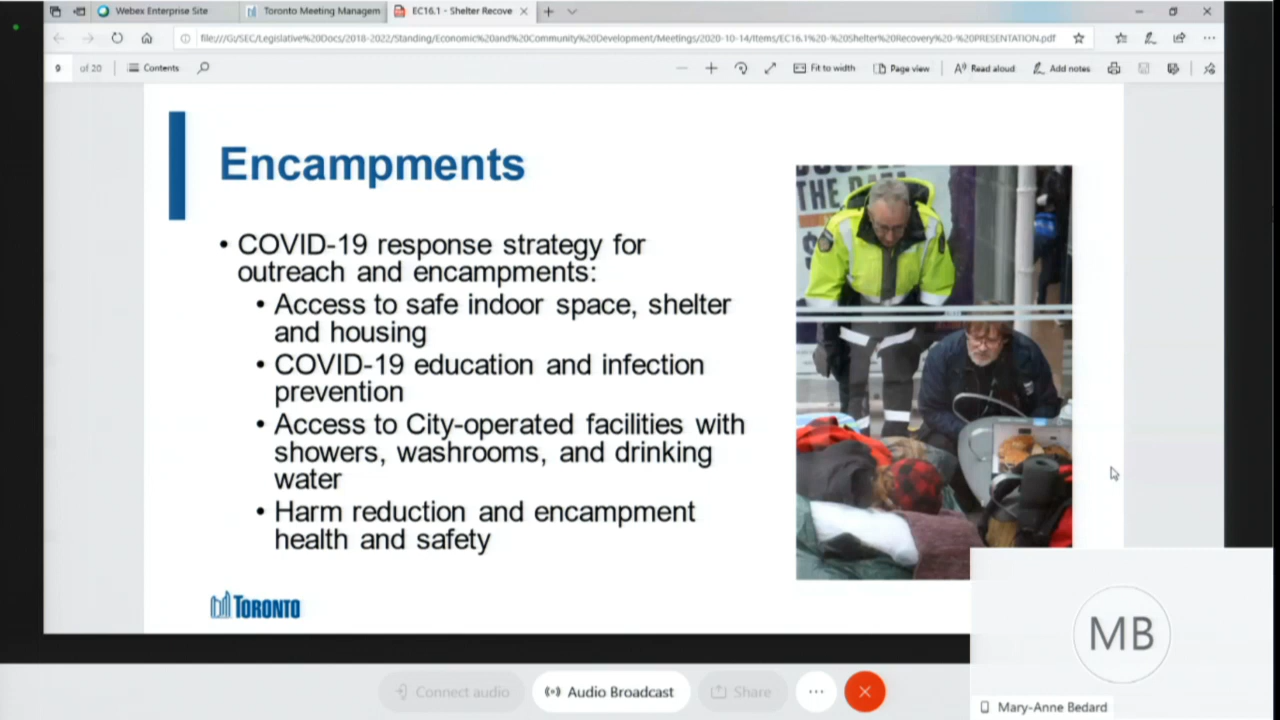 Webex Enterprise Site
Toronto Meeting Managem
EC16.1 - Shelter Recove
file:///G:/SEC/Legislative%20Docs/2018-2022/Standing/Economic%20and%20Community%20Development/Meetings/2020-10-14/Items/EC16.1%20-%20Shelter%20Recovery%20-%20PRESENTATION.pdf
9 of 20 Contents Fit to width Page view Read aloud Add notes
Encampments
THE
• COVID-19 response strategy for
outreach and encampments:
• Access to safe indoor space, shelter
and housing
• COVID-19 education and infection
prevention
• Access to City-operated facilities with
showers, washrooms, and drinking
water
• Harm reduction and encampment
health and safety
TORONTO
MB
Connect audio
Audio Broadcast
Share
Mary-Anne Bedard